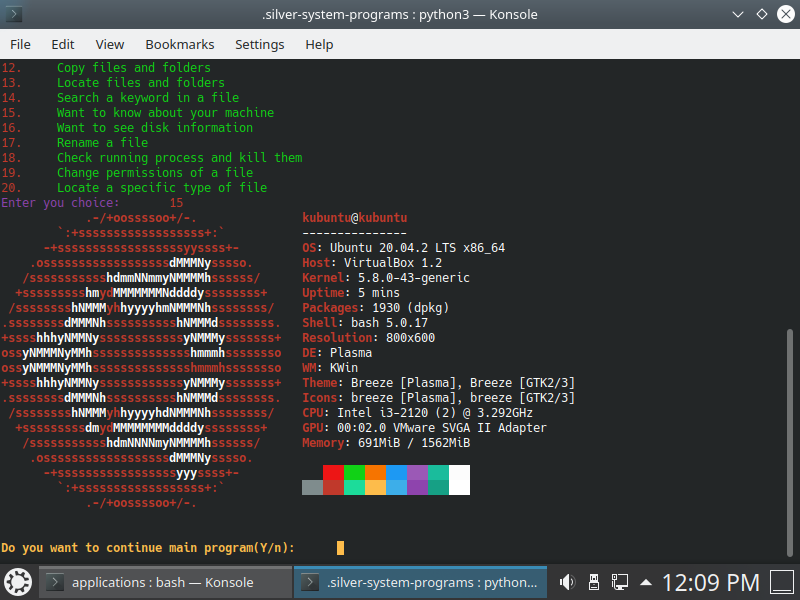 .silver-system-programs : python3 — Konsole
File Edit View Bookmarks Settings Help
12. Copy files and folders
13. Locate files and folders
14. Search a keyword in a file
15. Want to know about your machine
16. Want to see disk information
17. Rename a file
18. Check running process and kill them
19. Change permissions of a file
20. Locate a specific type of file
Enter you choice: 15
.-/+oossssoo+/-. kubuntu@kubuntu
`:+ssssssssssssssssss+:` ---------------
-+ssssssssssssssssssyyssss+- OS: Ubuntu 20.04.2 LTS x86_64
.ossssssssssssssssssdMMMNysssso. Host: VirtualBox 1.2
/ssssssssssshdmmNNmmyNMMMMhssssss/ Kernel: 5.8.0-43-generic
+ssssssssshmydMMMMMMMNddddyssssssss+ Uptime: 5 mins
/sssssssshNMMMyhhyyyyhmNMMMNhssssssss/ Packages: 1930 (dpkg)
.ssssssssdMMMNhsssssssssshNMMMdssssssss. Shell: bash 5.0.17
+sssshhhyNMMNyssssssssssssyNMMMysssssss+ Resolution: 800x600
ossyNMMMNyMMhsssssssssssssshmmmhssssssso DE: Plasma
ossyNMMMNyMMhsssssssssssssshmmmhssssssso WM: KWin
+sssshhhyNMMNyssssssssssssyNMMMysssssss+ Theme: Breeze [Plasma], Breeze [GTK2/3]
.ssssssssdMMMNhsssssssssshNMMMdssssssss. Icons: breeze [Plasma], breeze [GTK2/3]
/sssssssshNMMMyhhyyyyhdNMMMNhssssssss/ CPU: Intel i3-2120 (2) @ 3.292GHz
+sssssssssdmydMMMMMMMMddddyssssssss+ GPU: 00:02.0 VMware SVGA II Adapter
/ssssssssssshdmNNNNmyNMMMMhssssss/ Memory: 691MiB / 1562MiB
.ossssssssssssssssssdMMMNysssso.
-+sssssssssssssssssyyyssss+-
`:+ssssssssssssssssss+:`
.-/+oossssoo+/-.
Do you want to continue main program(Y/n):
applications : bash — Konsole
.silver-system-programs : python...
12:09 PM